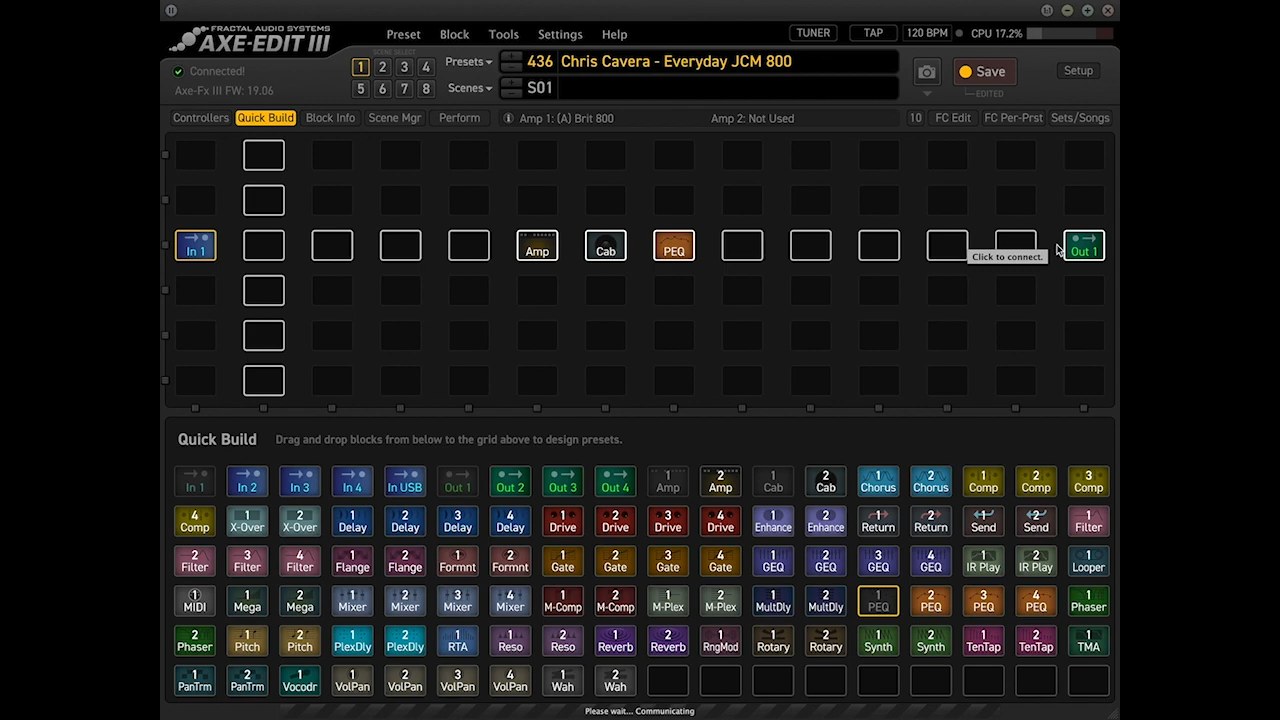 FRACTAL AUDIO SYSTEMS
AXE-EDIT III
Preset Block Tools Settings Help
TUNER TAP 120 BPM CPU 17.2%
Connected!
Axe-Fx III FW: 19.06
SCENE SELECT
1 2 3 4
5 6 7 8
Presets
436 Chris Cavera - Everyday JCM 800
Scenes
S01
Save
EDITED
Setup
Controllers Quick Build Block Info Scene Mgr Perform Amp 1: (A) Brit 800 Amp 2: Not Used 10 FC Edit FC Per-Prst Sets/Songs
In 1 Amp Cab PEQ Out 1
Click to connect.
Quick Build Drag and drop blocks from below to the grid above to design presets.
In 1 In 2 In 3 In 4 In USB Out 1 Out 2 Out 3 Out 4 1 Amp 2 Amp 1 Cab 2 Cab 1 Chorus 2 Chorus 1 Comp 2 Comp 3 Comp
4 Comp 1 X-Over 2 X-Over 1 Delay 2 Delay 3 Delay 4 Delay 1 Drive 2 Drive 3 Drive 4 Drive 1 Enhance 2 Enhance 1 Return 2 Return 1 Send 2 Send 1 Filter
2 Filter 3 Filter 4 Filter 1 Flange 2 Flange 1 Formnt 2 Formnt 1 Gate 2 Gate 3 Gate 4 Gate 1 GEQ 2 GEQ 3 GEQ 4 GEQ 1 IR Play 2 IR Play 1 Looper
MIDI 1 Mega 2 Mega 1 Mixer 2 Mixer 3 Mixer 4 Mixer 1 M-Comp 2 M-Comp 1 M-Plex 2 M-Plex 1 MultDly 2 MultDly 1 PEQ 2 PEQ 3 PEQ 4 PEQ 1 Phaser
2 Phaser 1 Pitch 2 Pitch 1 PlexDly 2 PlexDly 1 RTA 1 Reso 2 Reso 1 Reverb 2 Reverb 1 RngMod 1 Rotary 2 Rotary 1 Synth 2 Synth 1 TenTap 2 TenTap 1 TMA
1 PanTrm 2 PanTrm 1 Vocodr 1 VolPan 2 VolPan 3 VolPan 4 VolPan 1 Wah 2 Wah
Please wait... Communicating